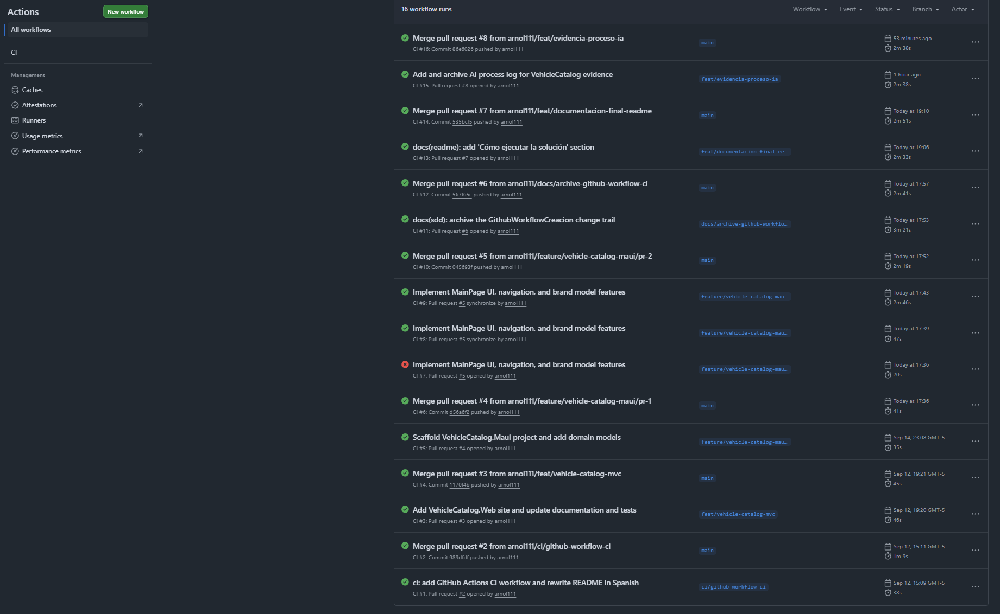 Actions
New workflow
All workflows
CI
Management
Caches
Attestations
Runners
Usage metrics
Performance metrics
16 workflow runs
Workflow Event Status Branch Actor
Merge pull request #8 from arnol111/feat/evidencia-proceso-ia
CI #16: Commit 86e6026 pushed by arnol111
main
53 minutes ago
2m 38s
Add and archive AI process log for VehicleCatalog evidence
CI #15: Pull request #8 opened by arnol111
feat/evidencia-proceso-ia
1 hour ago
2m 38s
Merge pull request #7 from arnol111/feat/documentacion-final-readme
CI #14: Commit 535bcf5 pushed by arnol111
main
Today at 19:10
2m 51s
docs(readme): add 'Cómo ejecutar la solución' section
CI #13: Pull request #7 opened by arnol111
feat/documentacion-final-re…
Today at 19:06
2m 33s
Merge pull request #6 from arnol111/docs/archive-github-workflow-ci
CI #12: Commit 567f65c pushed by arnol111
main
Today at 17:57
2m 41s
docs(sdd): archive the GithubWorkflowCreacion change trail
CI #11: Pull request #6 opened by arnol111
docs/archive-github-workflo…
Today at 17:53
3m 21s
Merge pull request #5 from arnol111/feature/vehicle-catalog-maui/pr-2
CI #10: Commit 045693f pushed by arnol111
main
Today at 17:52
2m 19s
Implement MainPage UI, navigation, and brand model features
CI #9: Pull request #5 synchronize by arnol111
feature/vehicle-catalog-mau…
Today at 17:43
2m 46s
Implement MainPage UI, navigation, and brand model features
CI #8: Pull request #5 synchronize by arnol111
feature/vehicle-catalog-mau…
Today at 17:39
47s
Implement MainPage UI, navigation, and brand model features
CI #7: Pull request #5 opened by arnol111
feature/vehicle-catalog-mau…
Today at 17:36
20s
Merge pull request #4 from arnol111/feature/vehicle-catalog-maui/pr-1
CI #6: Commit d56a6f2 pushed by arnol111
main
Today at 17:36
41s
Scaffold VehicleCatalog.Maui project and add domain models
CI #5: Pull request #4 opened by arnol111
feature/vehicle-catalog-mau…
Sep 14, 23:08 GMT-5
35s
Merge pull request #3 from arnol111/feat/vehicle-catalog-mvc
CI #4: Commit 1170f4b pushed by arnol111
main
Sep 12, 19:21 GMT-5
45s
Add VehicleCatalog.Web site and update documentation and tests
CI #3: Pull request #3 opened by arnol111
feat/vehicle-catalog-mvc
Sep 12, 19:20 GMT-5
46s
Merge pull request #2 from arnol111/ci/github-workflow-ci
CI #2: Commit 989dfdf pushed by arnol111
main
Sep 12, 15:11 GMT-5
1m 9s
ci: add GitHub Actions CI workflow and rewrite README in Spanish
CI #1: Pull request #2 opened by arnol111
ci/github-workflow-ci
Sep 12, 15:09 GMT-5
38s